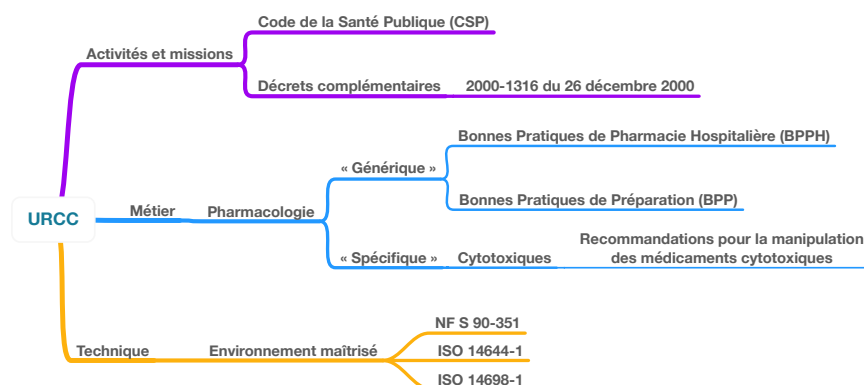 Code de la Santé Publique (CSP)
Activités et missions
Décrets complémentaires
2000-1316 du 26 décembre 2000
Bonnes Pratiques de Pharmacie Hospitalière (BPPH)
« Générique »
Bonnes Pratiques de Préparation (BPP)
URCC
Métier
Pharmacologie
« Spécifique »
Cytotoxiques
Recommandations pour la manipulation
des médicaments cytotoxiques
Technique
Environnement maîtrisé
NF S 90-351
ISO 14644-1
ISO 14698-1